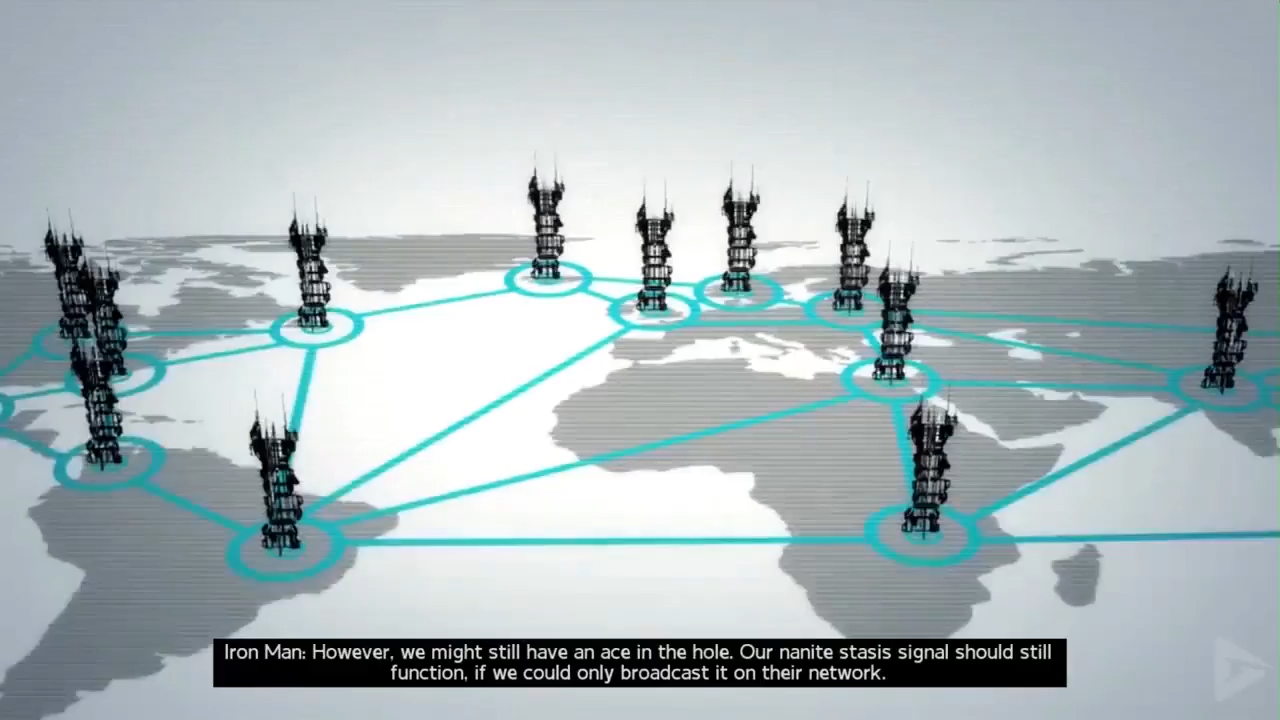 Iron Man: However, we might still have an ace in the hole. Our nanite stasis signal should still
function, if we could only broadcast it on their network.